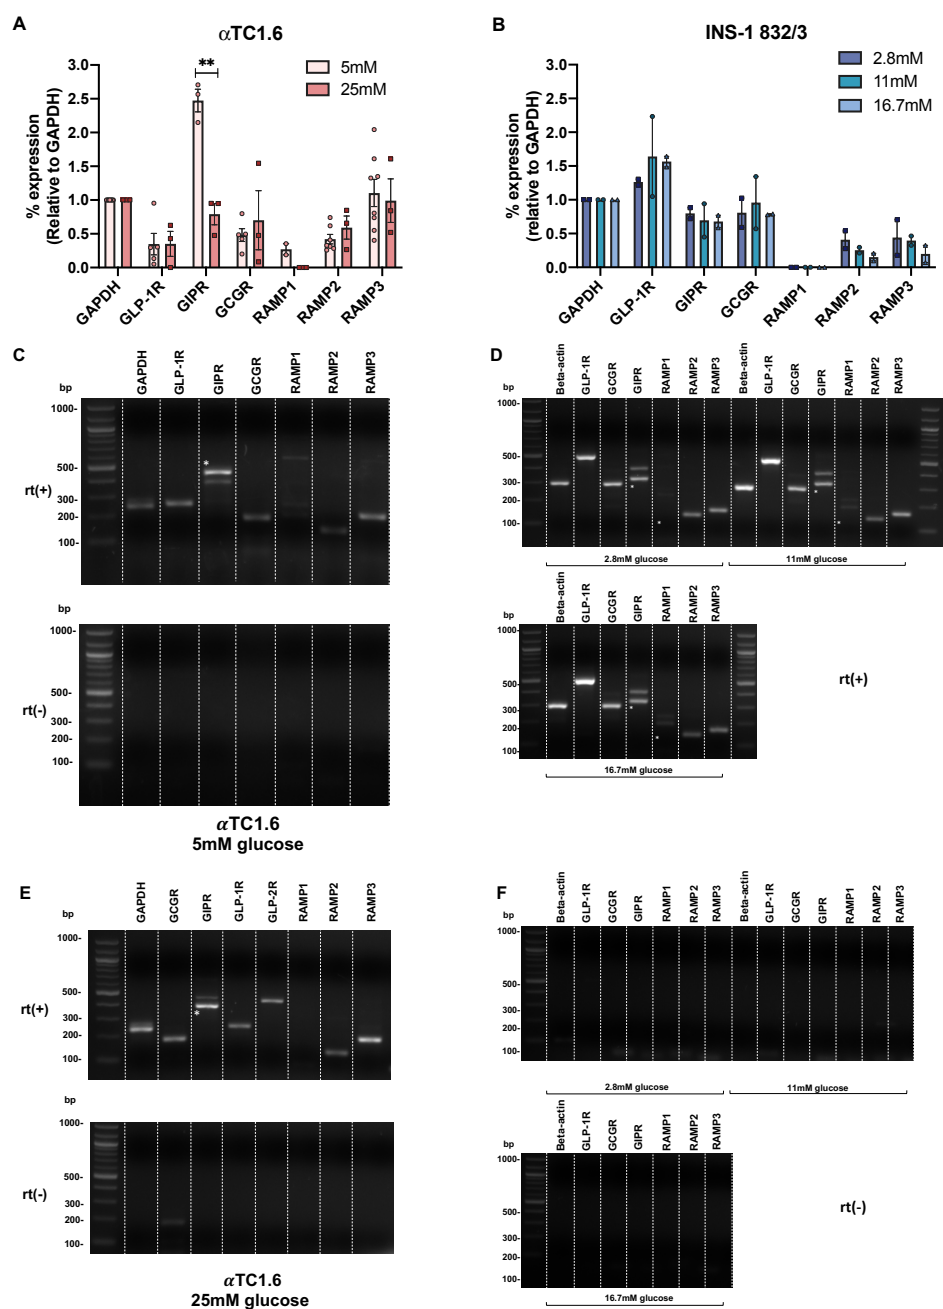 A
αTC1.6
% expression
(Relative to GAPDH)
3.0
2.5
2.0
1.5
1.0
0.5
0.0
**
5mM
25mM
GAPDH
GLP-1R
GIPR
GCGR
RAMP1
RAMP2
RAMP3
B
INS-1 832/3
% expression
(relative to GAPDH)
3.0
2.5
2.0
1.5
1.0
0.5
0.0
2.8mM
11mM
16.7mM
GAPDH
GLP-1R
GIPR
GCGR
RAMP1
RAMP2
RAMP3
C
bp
GAPDH
GLP-1R
GIPR
GCGR
RAMP1
RAMP2
RAMP3
1000-
500-
300-
200-
100-
rt(+)
*
bp
1000-
500-
300-
200-
100-
rt(-)
αTC1.6
5mM glucose
D
bp
Beta-actin
GLP-1R
GCGR
GIPR
RAMP1
RAMP2
RAMP3
Beta-actin
GLP-1R
GCGR
GIPR
RAMP1
RAMP2
RAMP3
1000-
500-
300-
200-
100-
*
*
*
*
2.8mM glucose
11mM glucose
bp
Beta-actin
GLP-1R
GCGR
GIPR
RAMP1
RAMP2
RAMP3
1000-
500-
300-
200-
100-
*
*
rt(+)
16.7mM glucose
E
bp
GAPDH
GCGR
GIPR
GLP-1R
GLP-2R
RAMP1
RAMP2
RAMP3
1000-
500-
300-
200-
100-
rt(+)
*
bp
1000-
500-
300-
200-
100-
rt(-)
αTC1.6
25mM glucose
F
bp
Beta-actin
GLP-1R
GCGR
GIPR
RAMP1
RAMP2
RAMP3
Beta-actin
GLP-1R
GCGR
GIPR
RAMP1
RAMP2
RAMP3
1000-
500-
300-
200-
100-
2.8mM glucose
11mM glucose
bp
Beta-actin
GLP-1R
GCGR
GIPR
RAMP1
RAMP2
RAMP3
1000-
500-
300-
200-
100-
rt(-)
16.7mM glucose